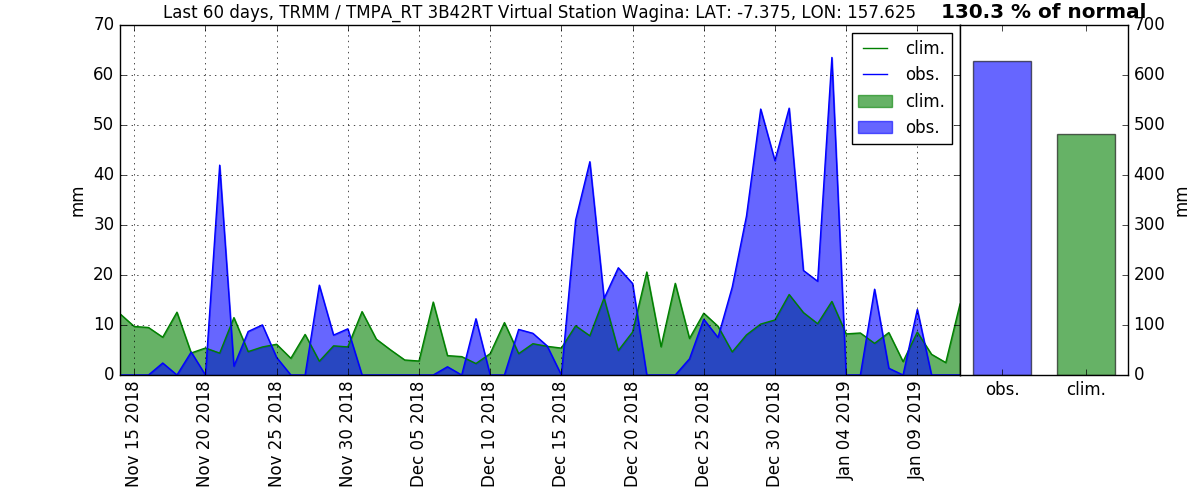 Last 60 days, TRMM / TMPA_RT 3B42RT Virtual Station Wagina: LAT: -7.375, LON: 157.625
130.3 % of normal
70
60
50
40
30
20
10
0
mm
clim.
obs.
clim.
obs.
Nov 15 2018
Nov 20 2018
Nov 25 2018
Nov 30 2018
Dec 05 2018
Dec 10 2018
Dec 15 2018
Dec 20 2018
Dec 25 2018
Dec 30 2018
Jan 04 2019
Jan 09 2019
700
600
500
400
300
200
100
0
mm
obs.
clim.